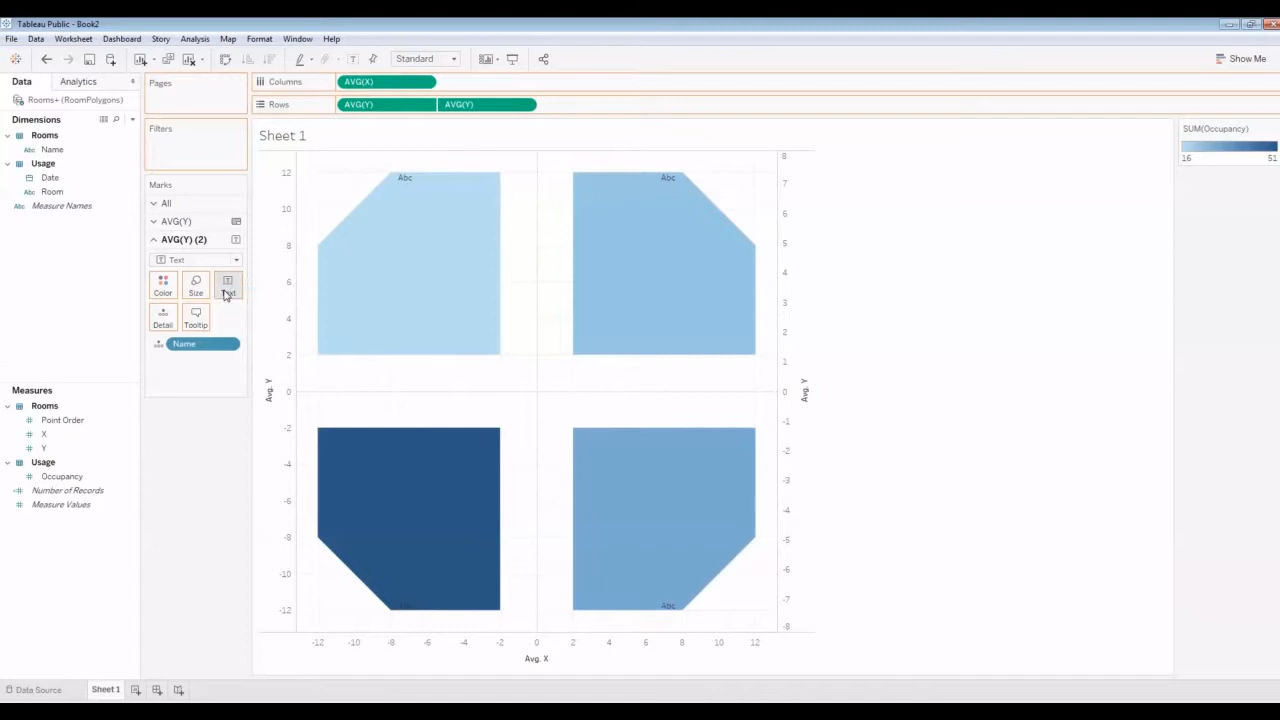 Tableau Public - Book2
File Data Worksheet Dashboard Story Analysis Map Format Window Help
Standard
Show Me
Data Analytics
Rooms+ (RoomPolygons)
Dimensions
Rooms
Abc Name
Usage
Date
Abc Room
Abc Measure Names
Measures
Rooms
Point Order
X
Y
Usage
Occupancy
Number of Records
Measure Values
Pages
Filters
Marks
All
AVG(Y)
AVG(Y) (2)
Text
Color Size
Detail Tooltip
Name
Columns AVG(X)
Rows AVG(Y) AVG(Y)
Sheet 1
12 10 8 6 4 2 0 -2 -4 -6 -8 -10 -12
Avg. Y
Abc Abc
Abc
8 7 6 5 4 3 2 1 0 -1 -2 -3 -4 -5 -6 -7 -8
Avg. Y
-12 -10 -8 -6 -4 -2 0 2 4 6 8 10 12
Avg. X
SUM(Occupancy)
16 51
Data Source Sheet 1